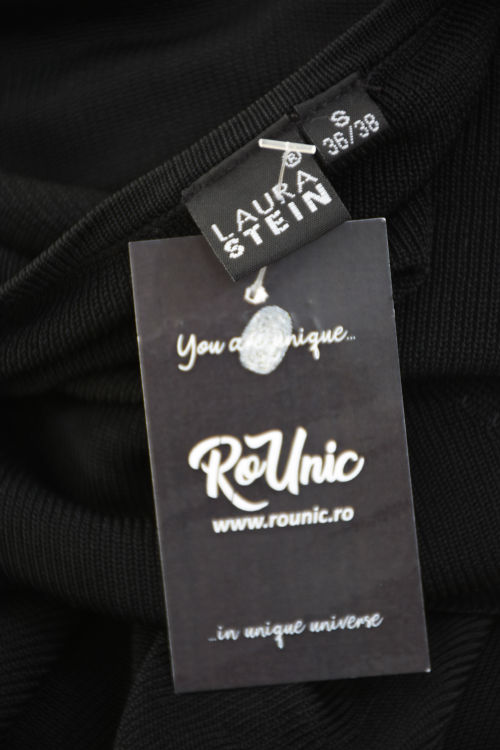 S
36/38
®
LAURA
STEIN
You are unique...
RoUnic
www.rounic.ro
...in unique universe